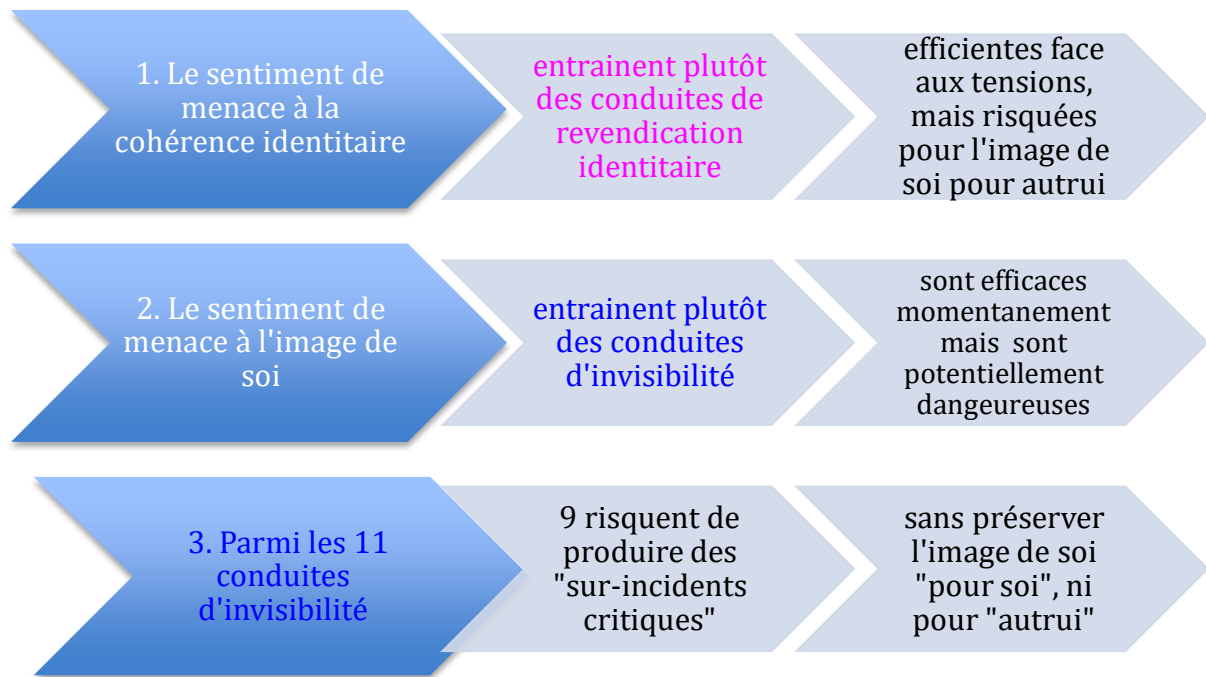 1. Le sentiment de
menace à la
cohérence identitaire
entrainent plutôt
des conduites de
revendication
identitaire
efficientes face
aux tensions,
mais risquées
pour l'image de
soi pour autrui
2. Le sentiment de
menace à l'image de
soi
entrainent plutôt
des conduites
d'invisibilité
sont efficaces
momentanement
mais sont
potentiellement
dangeureuses
3. Parmi les 11
conduites
d'invisibilité
9 risquent de
produire des
"sur-incidents
critiques"
sans préserver
l'image de soi
"pour soi", ni
pour "autrui"